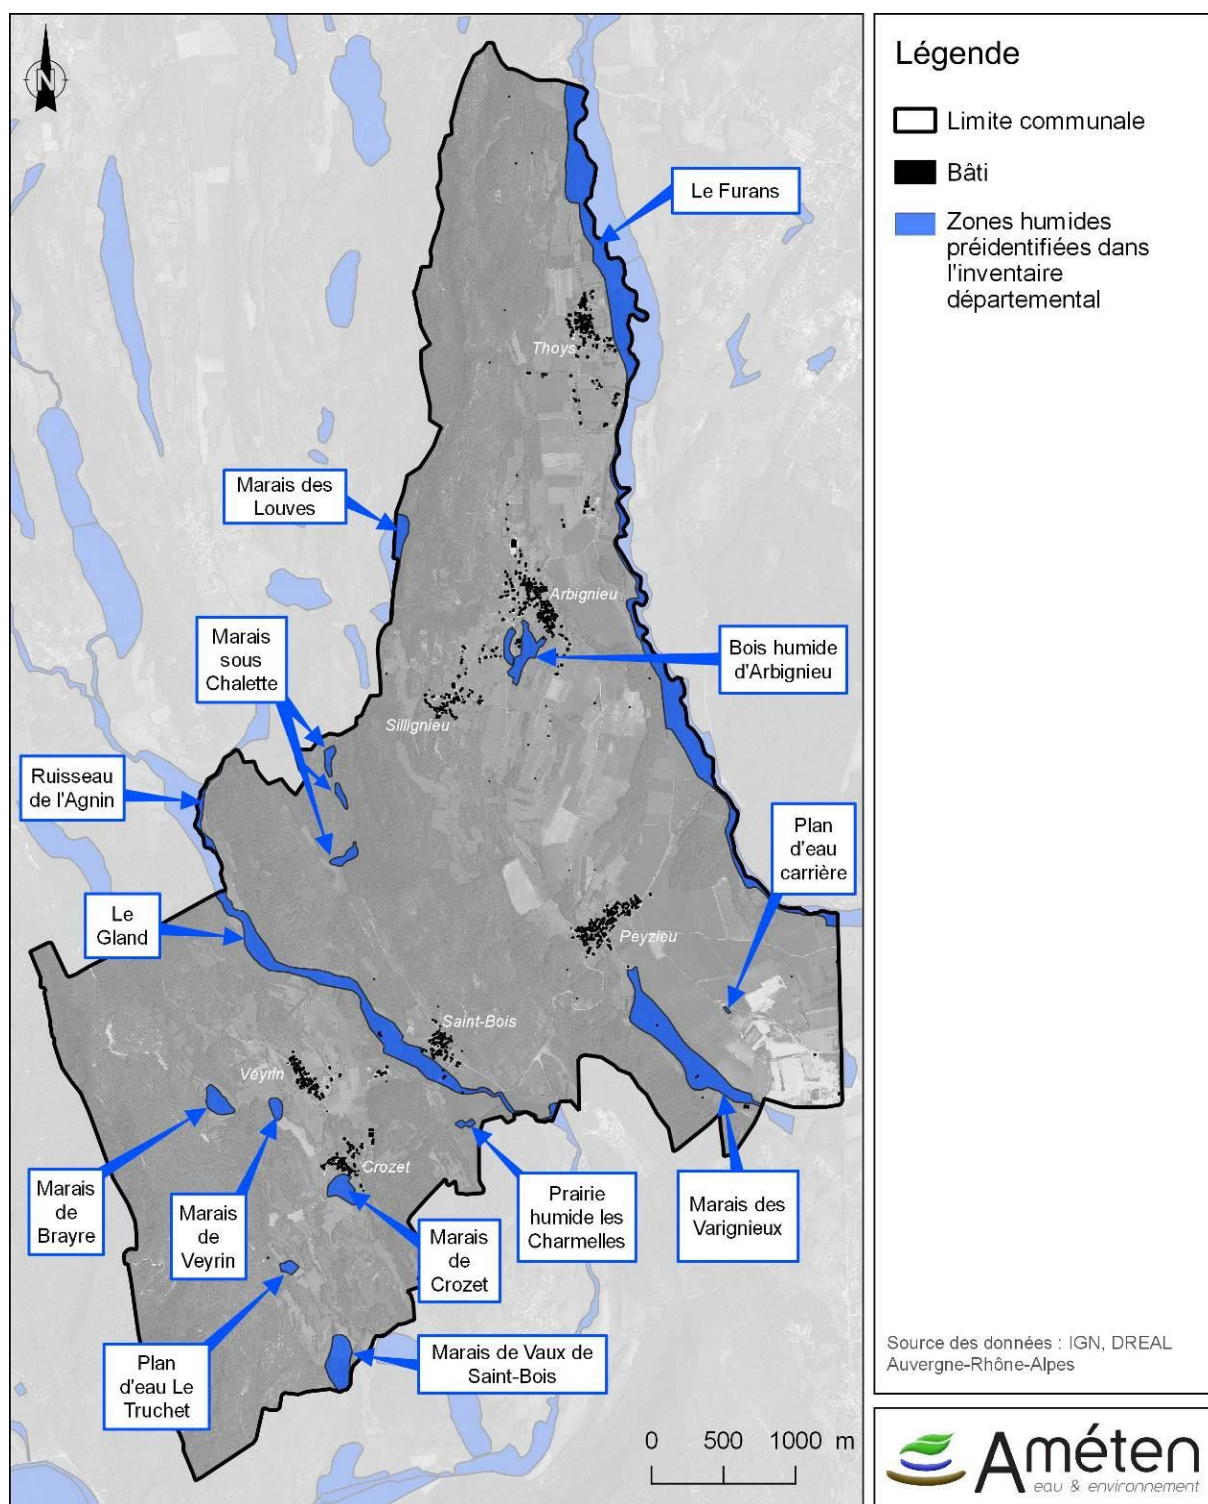 N
Légende
Limite communale
Bâti
Zones humides
préidentifiées dans
l'inventaire
départemental
Le Furans
Thoys
Marais des
Louves
Arbignieu
Marais
sous
Chalette
Bois humide
d'Arbignieu
Sillignieu
Ruisseau
de l'Agnin
Plan
d'eau
carrière
Le
Gland
Peyzieu
Saint-Bois
Veyrin
Crozet
Marais
de
Brayre
Marais
de
Veyrin
Marais
de
Crozet
Prairie
humide les
Charmelles
Marais des
Varignieux
Plan
d'eau Le
Truchet
Marais de Vaux de
Saint-Bois
0 500 1000 m
Source des données : IGN, DREAL
Auvergne-Rhône-Alpes
Améten
eau & environnement